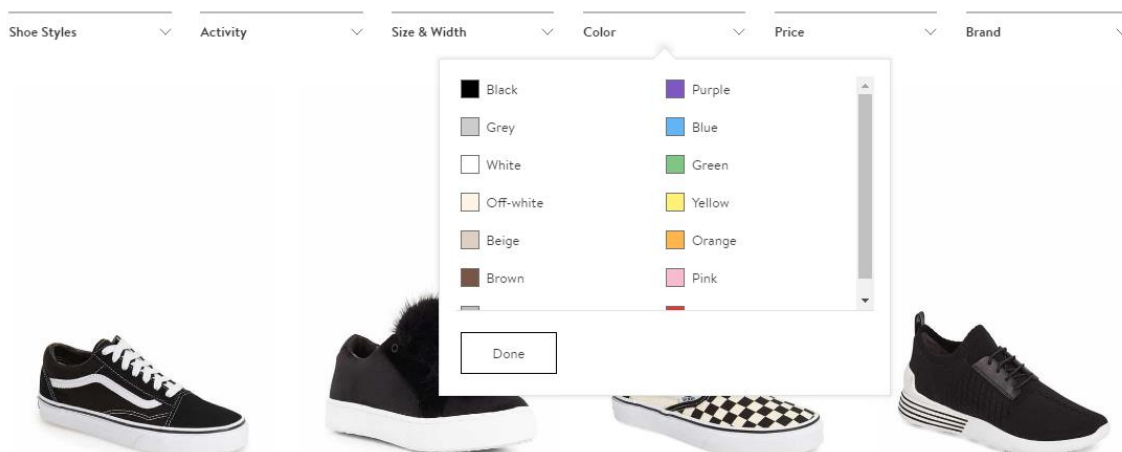 Shoe Styles
Activity
Size & Width
Color
Price
Brand
Black
Purple
Grey
Blue
White
Green
Off-white
Yellow
Beige
Orange
Brown
Pink
Done